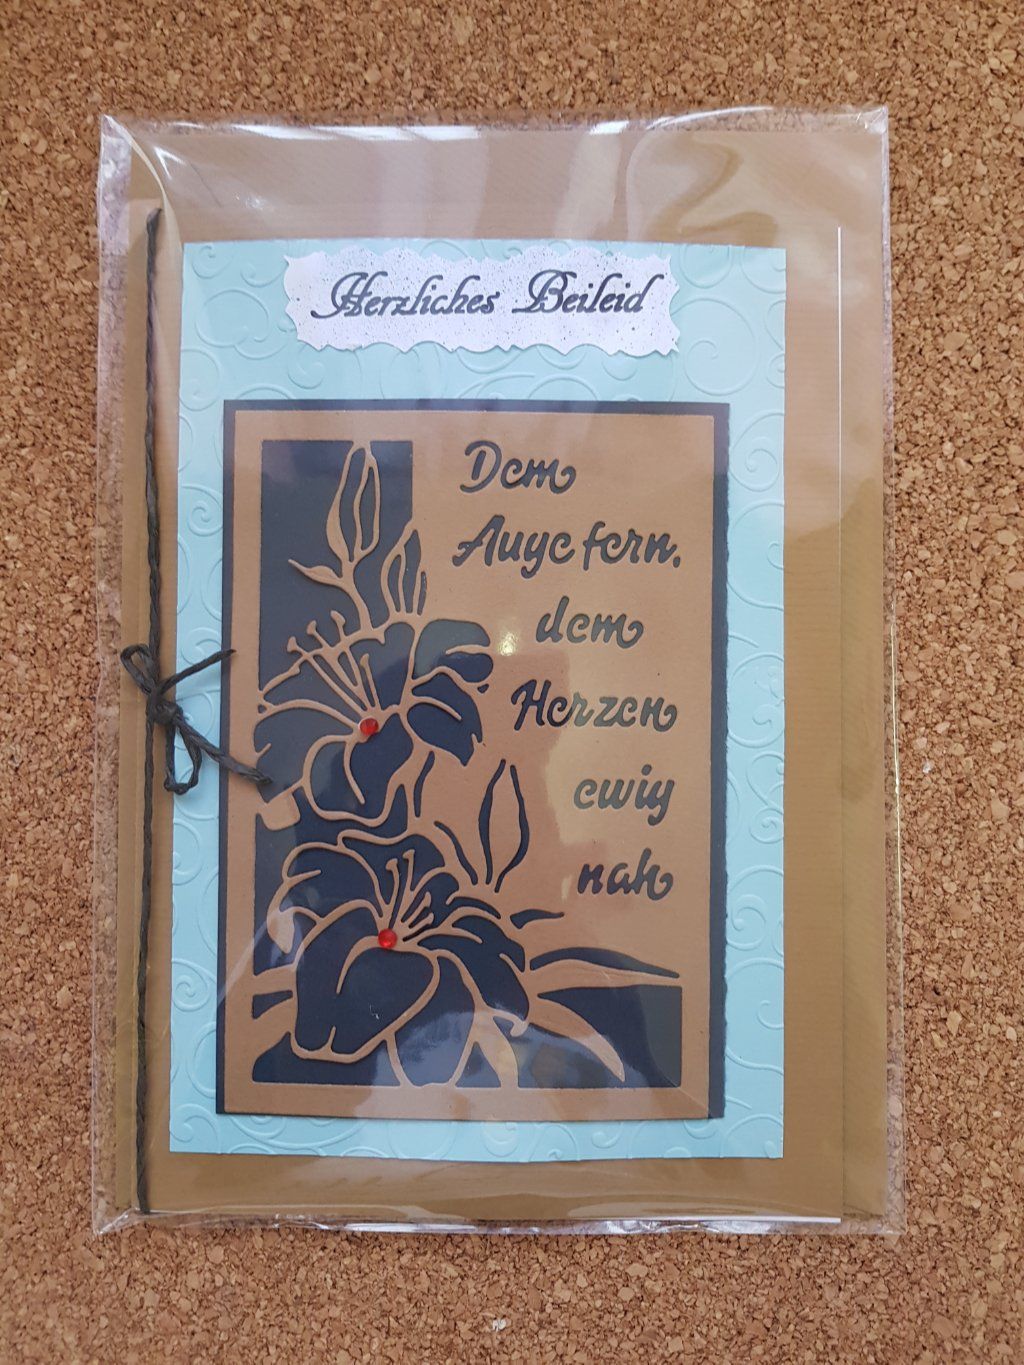 Herzliches Beileid
Dem
Auge fern.
dem
Herzen
ewig
nah